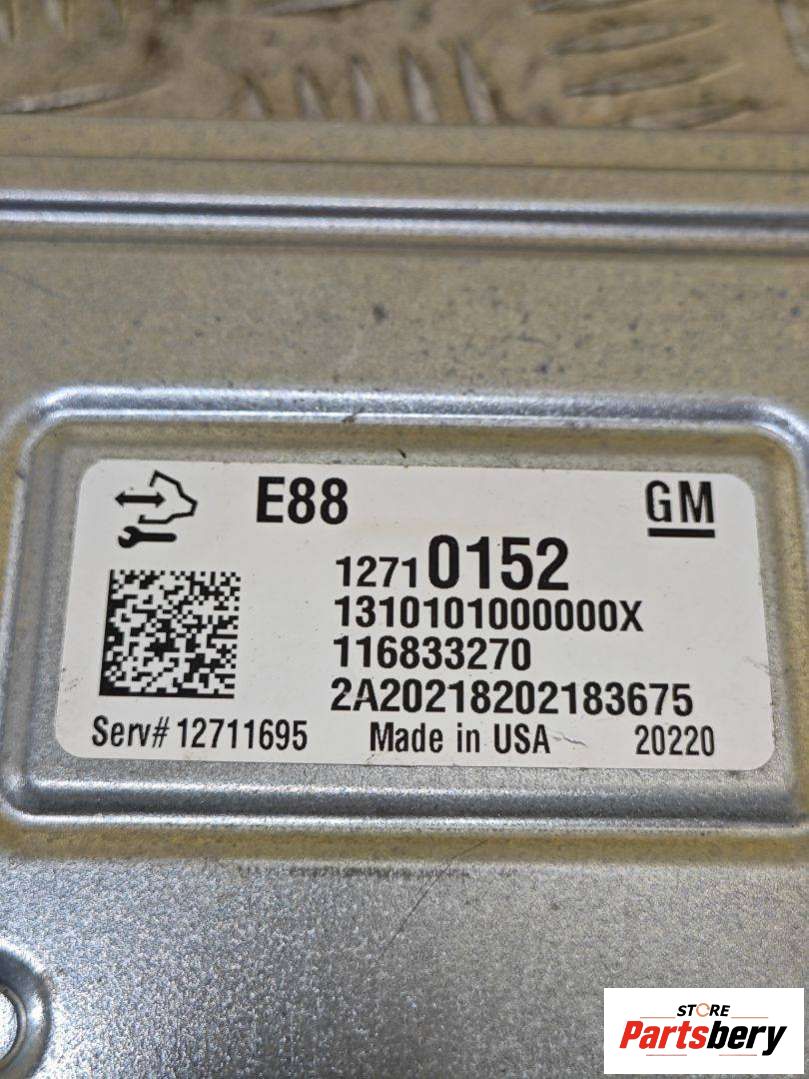 E88 GM
12710152
1310101000000X
116833270
2A20218202183675
Serv# 12711695 Made in USA 20220
STORE
Partsbery